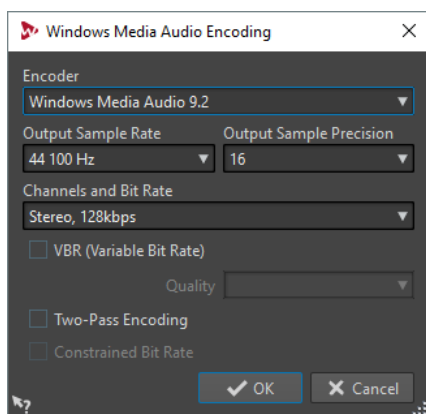 Windows Media Audio Encoding
Encoder
Windows Media Audio 9.2
Output Sample Rate Output Sample Precision
44 100 Hz 16
Channels and Bit Rate
Stereo, 128kbps
VBR (Variable Bit Rate)
Quality
Two-Pass Encoding
Constrained Bit Rate
OK Cancel
?